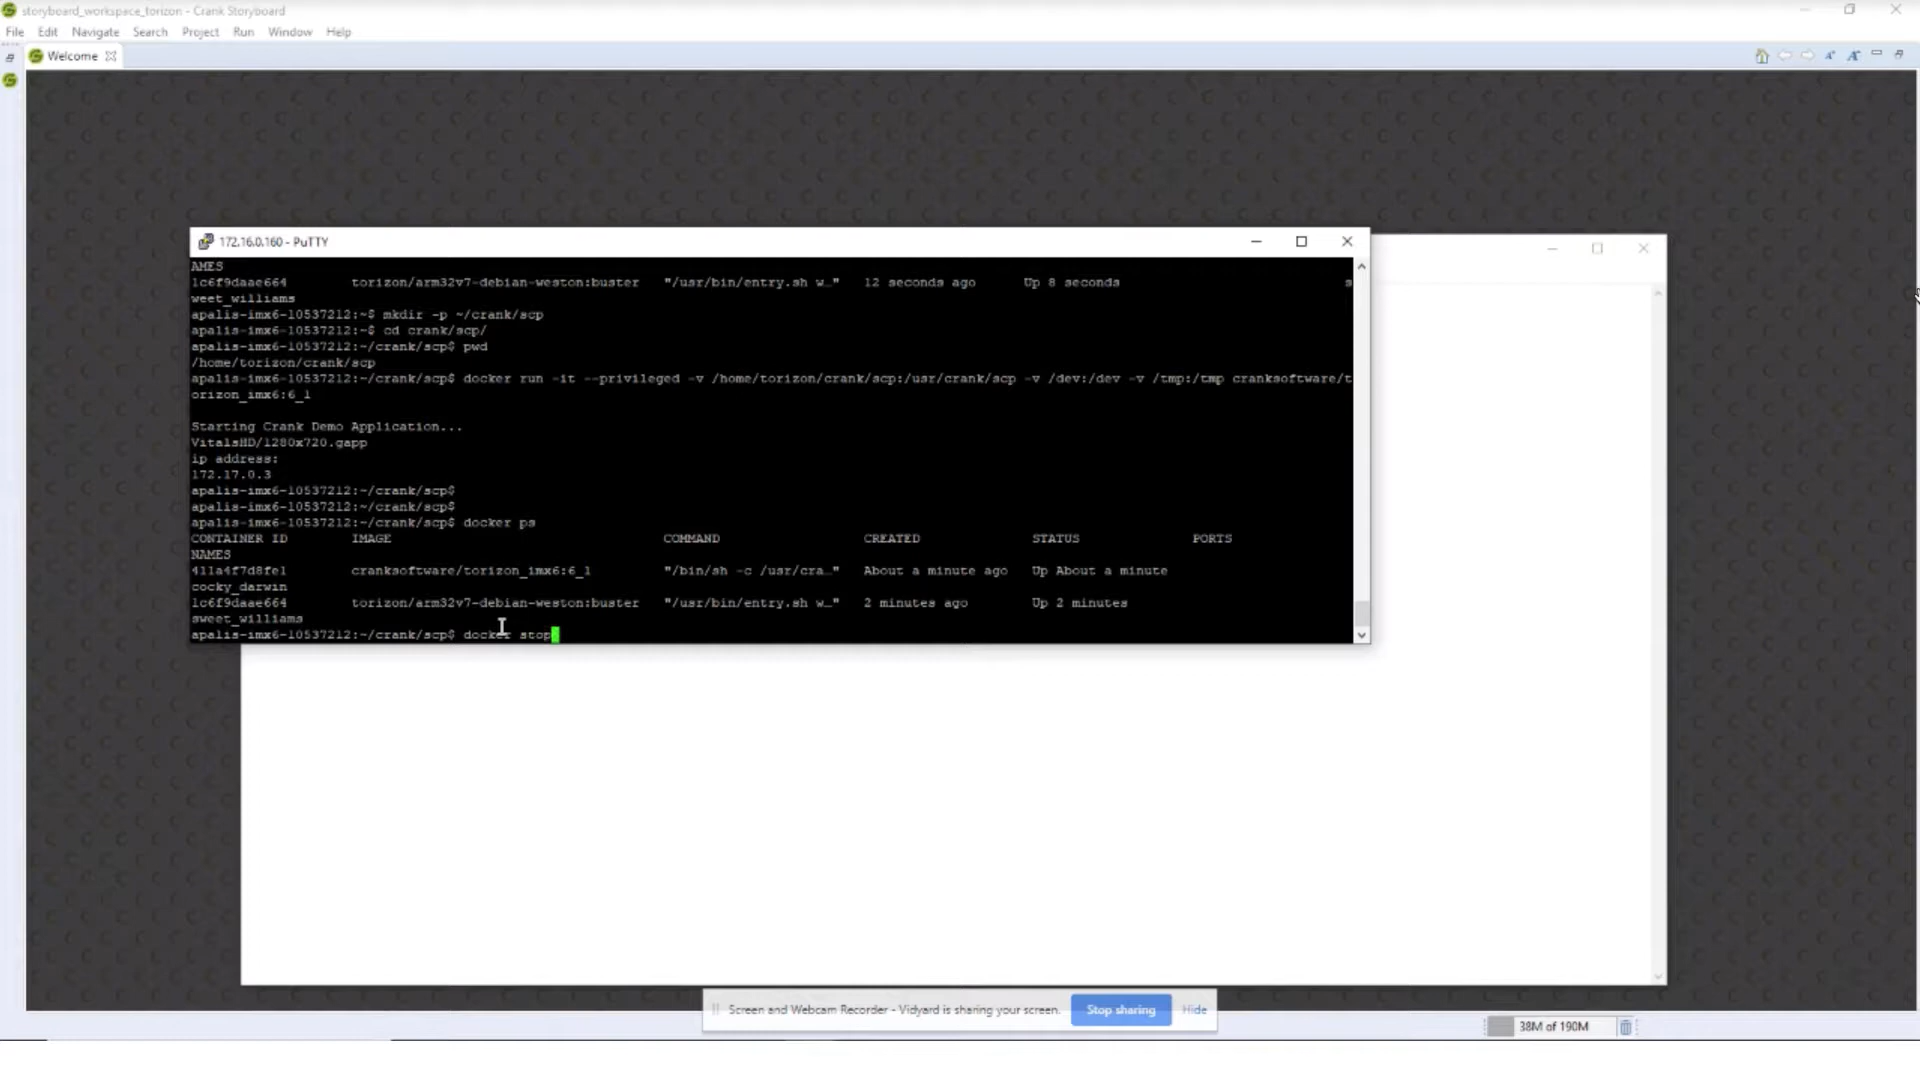 storyboard_workspace_torizon - Crank Storyboard
File Edit Navigate Search Project Run Window Help
Welcome
172.16.0.160 - PuTTY
AMES
1c6f9daae664 torizon/arm32v7-debian-weston:buster "/usr/bin/entry.sh w…" 12 seconds ago Up 8 seconds s
weet_williams
apalis-imx6-10537212:~$ mkdir -p ~/crank/scp
apalis-imx6-10537212:~$ cd crank/scp/
apalis-imx6-10537212:~/crank/scp$ pwd
/home/torizon/crank/scp
apalis-imx6-10537212:~/crank/scp$ docker run -it --privileged -v /home/torizon/crank/scp:/usr/crank/scp -v /dev:/dev -v /tmp:/tmp cranksoftware/t
orizon_imx6:6_1
Starting Crank Demo Application...
VitalsHD/1280x720.gapp
ip address:
172.17.0.3
apalis-imx6-10537212:~/crank/scp$
apalis-imx6-10537212:~/crank/scp$
apalis-imx6-10537212:~/crank/scp$ docker ps
CONTAINER ID IMAGE COMMAND CREATED STATUS PORTS
NAMES
411a4f7d8fe1 cranksoftware/torizon_imx6:6_1 "/bin/sh -c /usr/cra…" About a minute ago Up About a minute
cocky_darwin
1c6f9daae664 torizon/arm32v7-debian-weston:buster "/usr/bin/entry.sh w…" 2 minutes ago Up 2 minutes
sweet_williams
apalis-imx6-10537212:~/crank/scp$ docker stop
Screen and Webcam Recorder - Vidyard is sharing your screen. Stop sharing Hide
38M of 190M